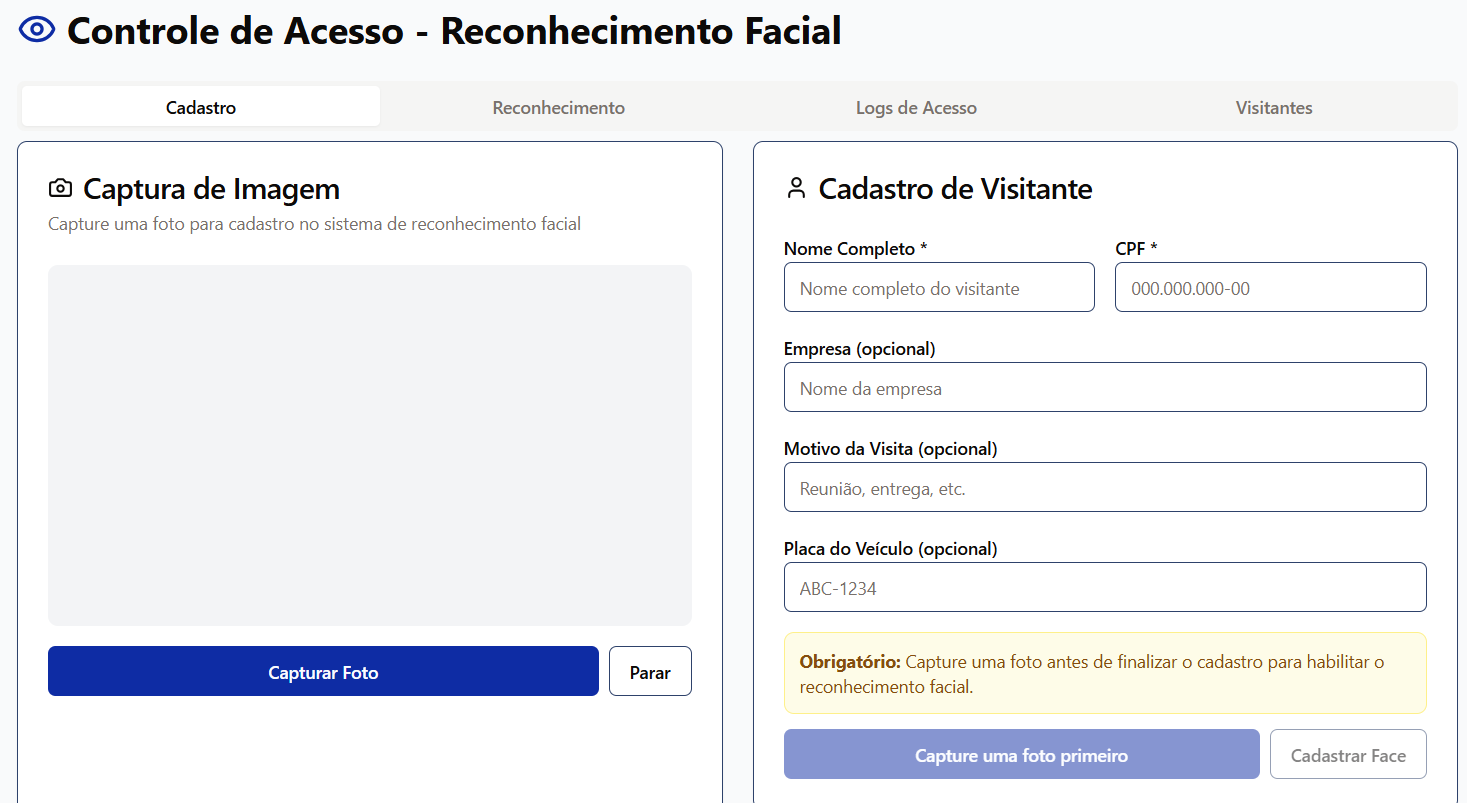 Controle de Acesso - Reconhecimento Facial
Cadastro
Reconhecimento
Logs de Acesso
Visitantes
Captura de Imagem
Capture uma foto para cadastro no sistema de reconhecimento facial
Capturar Foto
Parar
Cadastro de Visitante
Nome Completo *
CPF *
Nome completo do visitante
000.000.000-00
Empresa (opcional)
Nome da empresa
Motivo da Visita (opcional)
Reunião, entrega, etc.
Placa do Veículo (opcional)
ABC-1234
Obrigatório: Capture uma foto antes de finalizar o cadastro para habilitar o
reconhecimento facial.
Capture uma foto primeiro
Cadastrar Face